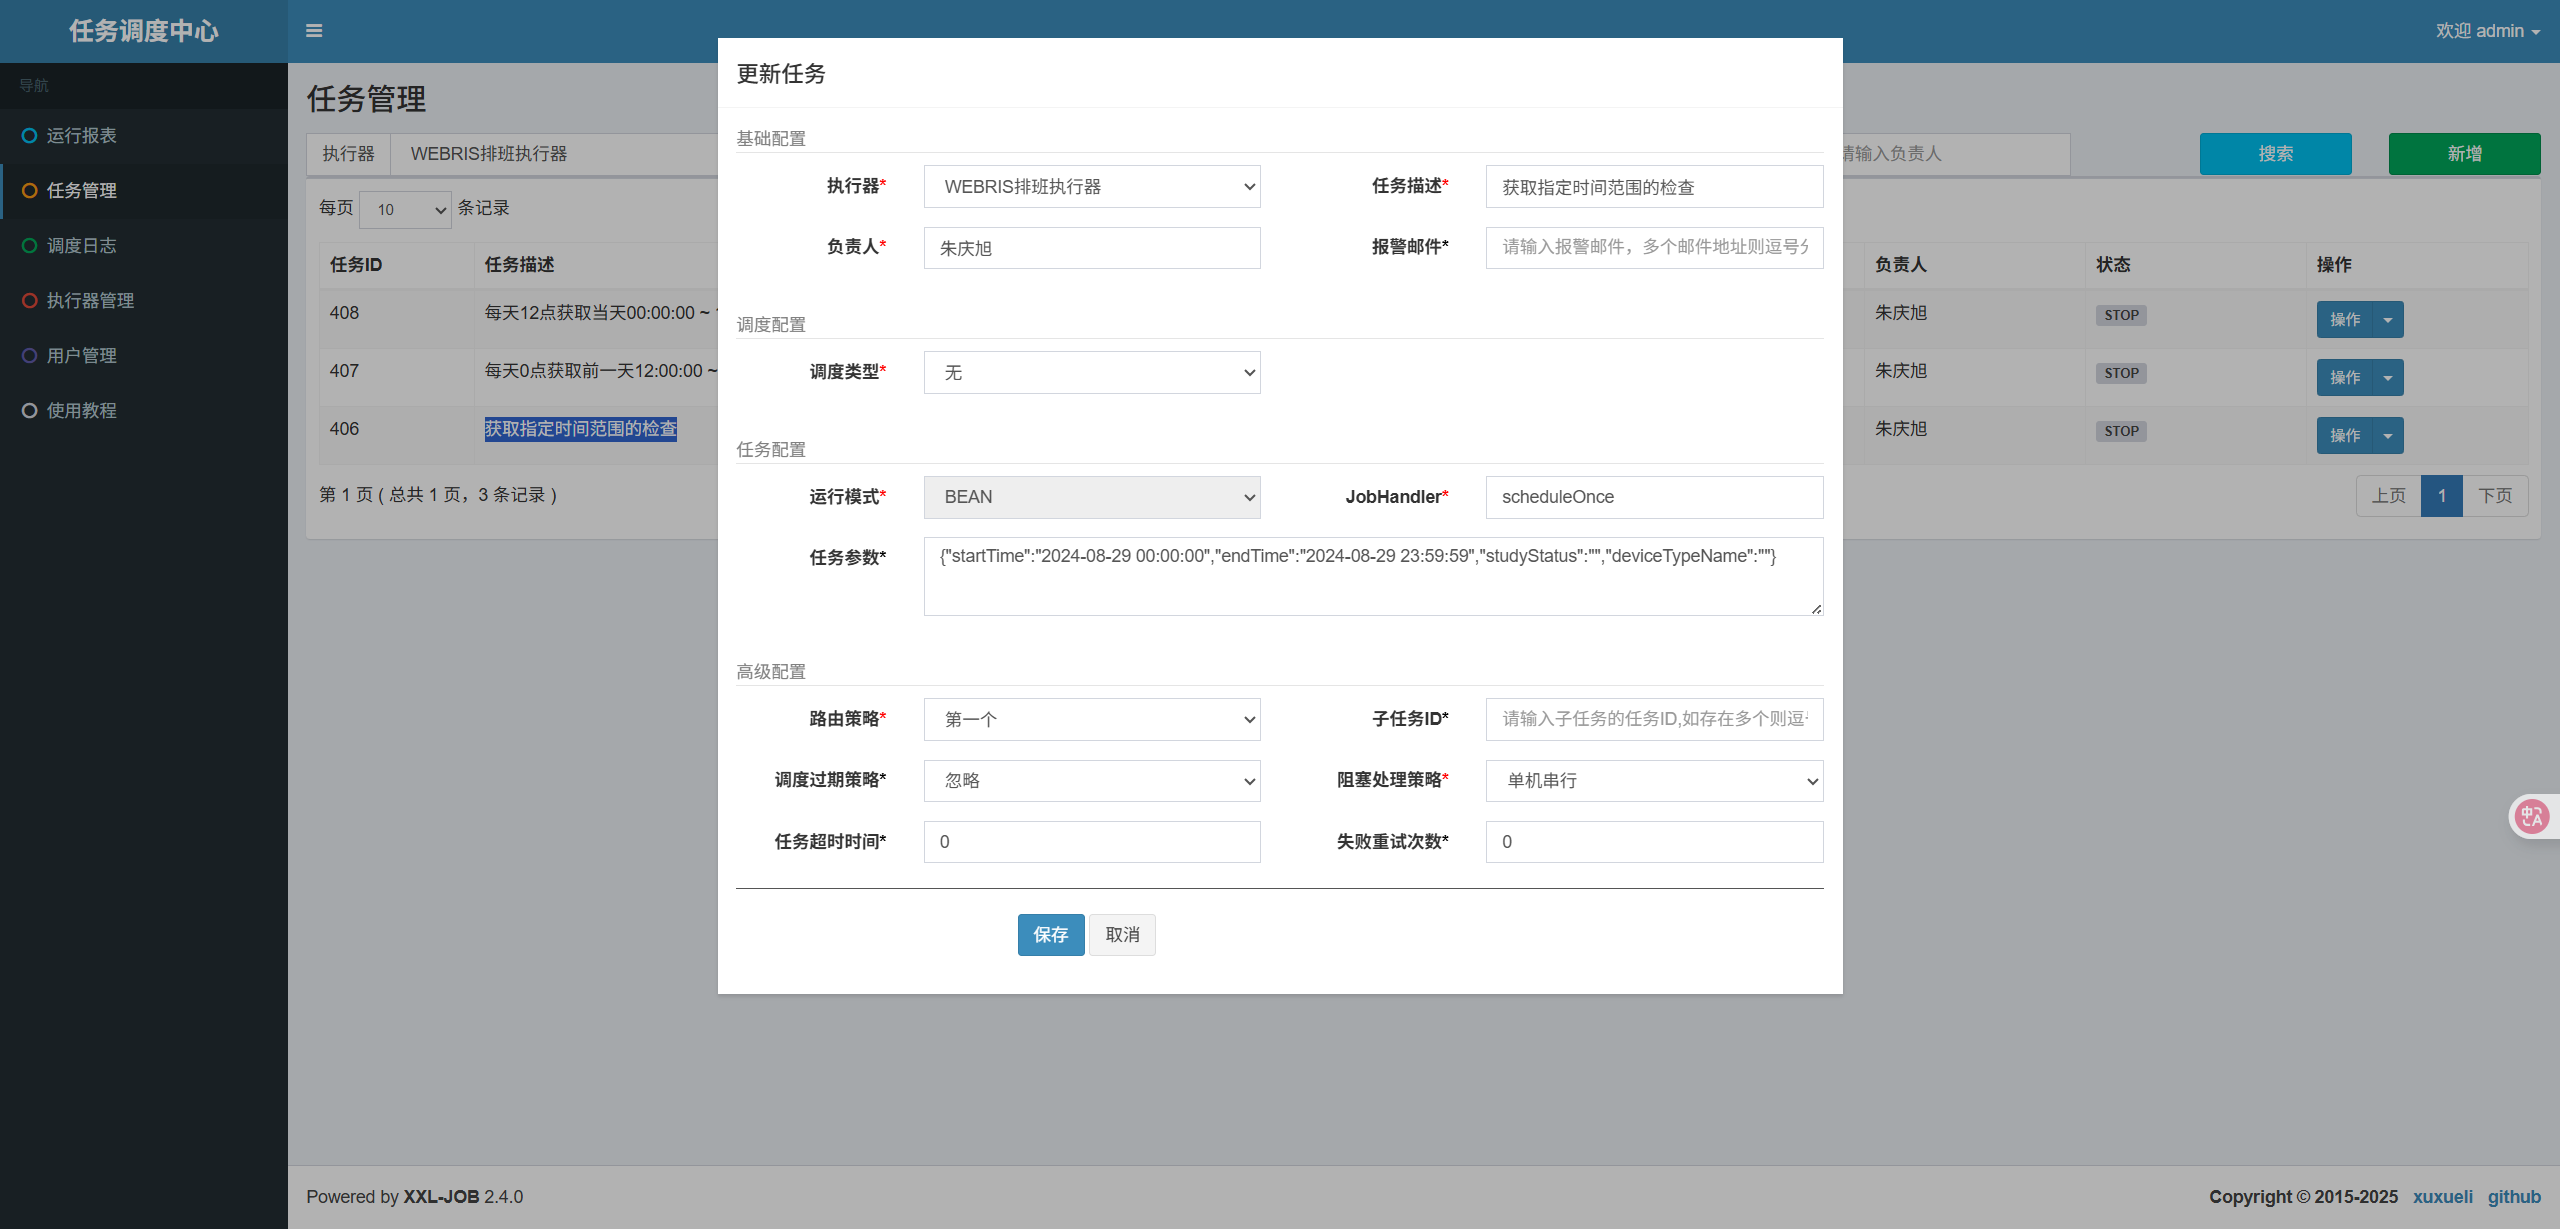 任务调度中心
欢迎 admin
导航
运行报表
任务管理
调度日志
执行器管理
用户管理
使用教程
任务管理
执行器
WEBRIS排班执行器
请输入负责人
搜索
新增
每页
10
条记录
任务ID
任务描述
负责人
状态
操作
408
每天12点获取当天00:00:00 ~
朱庆旭
STOP
操作
407
每天0点获取前一天12:00:00 ~
朱庆旭
STOP
操作
406
获取指定时间范围的检查
朱庆旭
STOP
操作
第 1 页 ( 总共 1 页，3 条记录 )
上页
1
下页
更新任务
基础配置
执行器*
WEBRIS排班执行器
任务描述*
获取指定时间范围的检查
负责人*
朱庆旭
报警邮件*
请输入报警邮件，多个邮件地址则逗号分
调度配置
调度类型*
无
任务配置
运行模式*
BEAN
JobHandler*
scheduleOnce
任务参数*
{"startTime":"2024-08-29 00:00:00","endTime":"2024-08-29 23:59:59","studyStatus":"","deviceTypeName":""}
高级配置
路由策略*
第一个
子任务ID*
请输入子任务的任务ID,如存在多个则逗
调度过期策略*
忽略
阻塞处理策略*
单机串行
任务超时时间*
0
失败重试次数*
0
保存
取消
Powered by XXL-JOB 2.4.0
Copyright © 2015-2025 xuxueli github